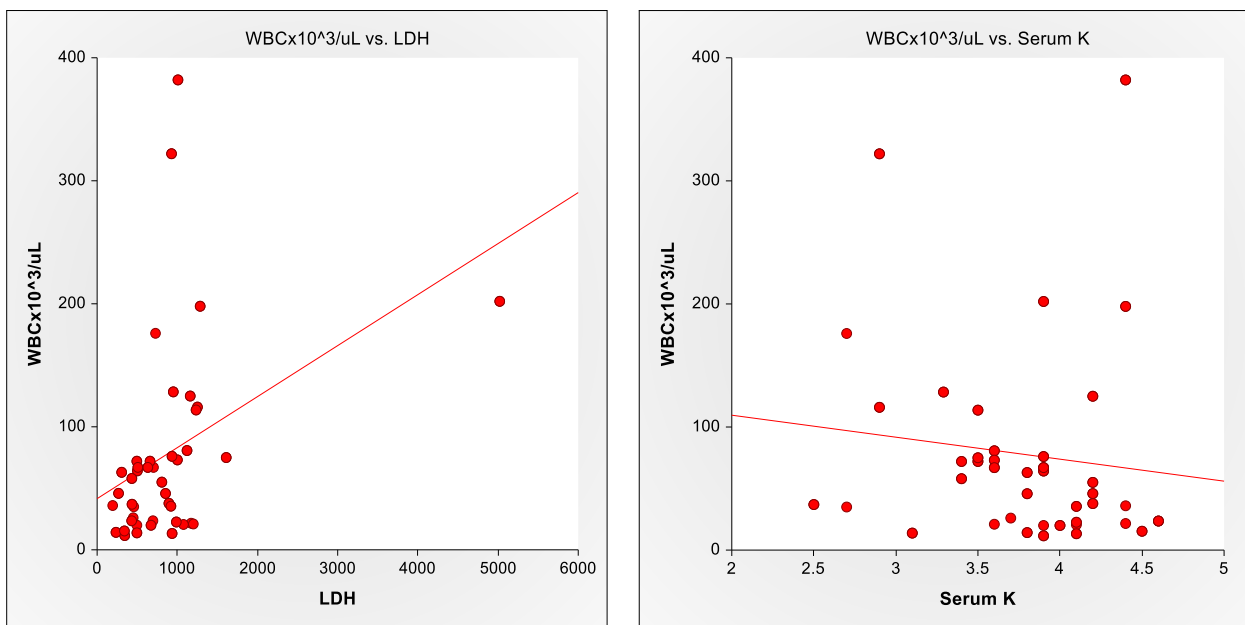 WBCx10^3/uL vs. LDH
400
300
200
100
0
WBCx10^3/uL
0 1000 2000 3000 4000 5000 6000
LDH
WBCx10^3/uL vs. Serum K
400
300
200
100
0
WBCx10^3/uL
2 2.5 3 3.5 4 4.5 5
Serum K